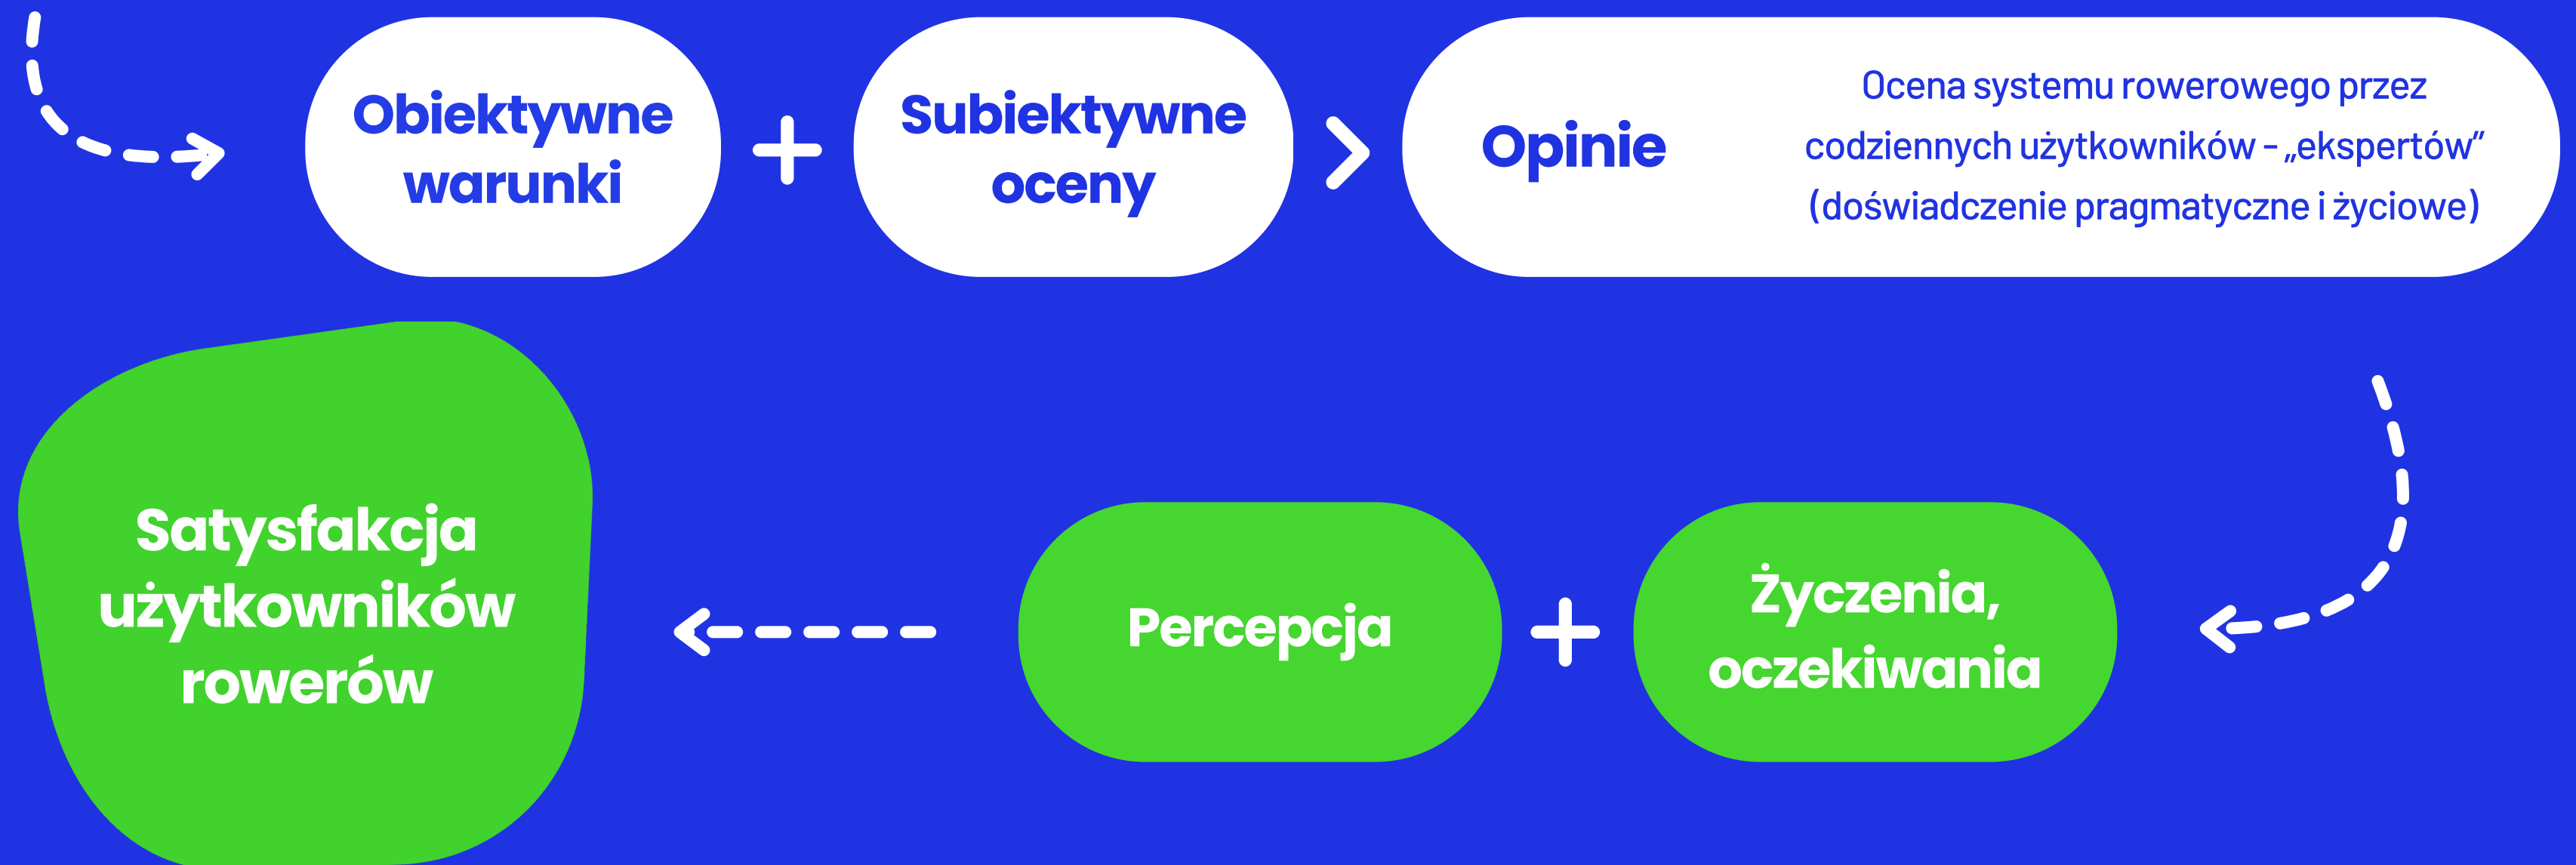 Obiektywne
warunki
+
Subiektywne
oceny
>
Opinie
Ocena systemu rowerowego przez
codziennych użytkowników - „ekspertów”
(doświadczenie pragmatyczne i życiowe)
Satysfakcja
użytkowników
rowerów
Percepcja
+
Życzenia,
oczekiwania